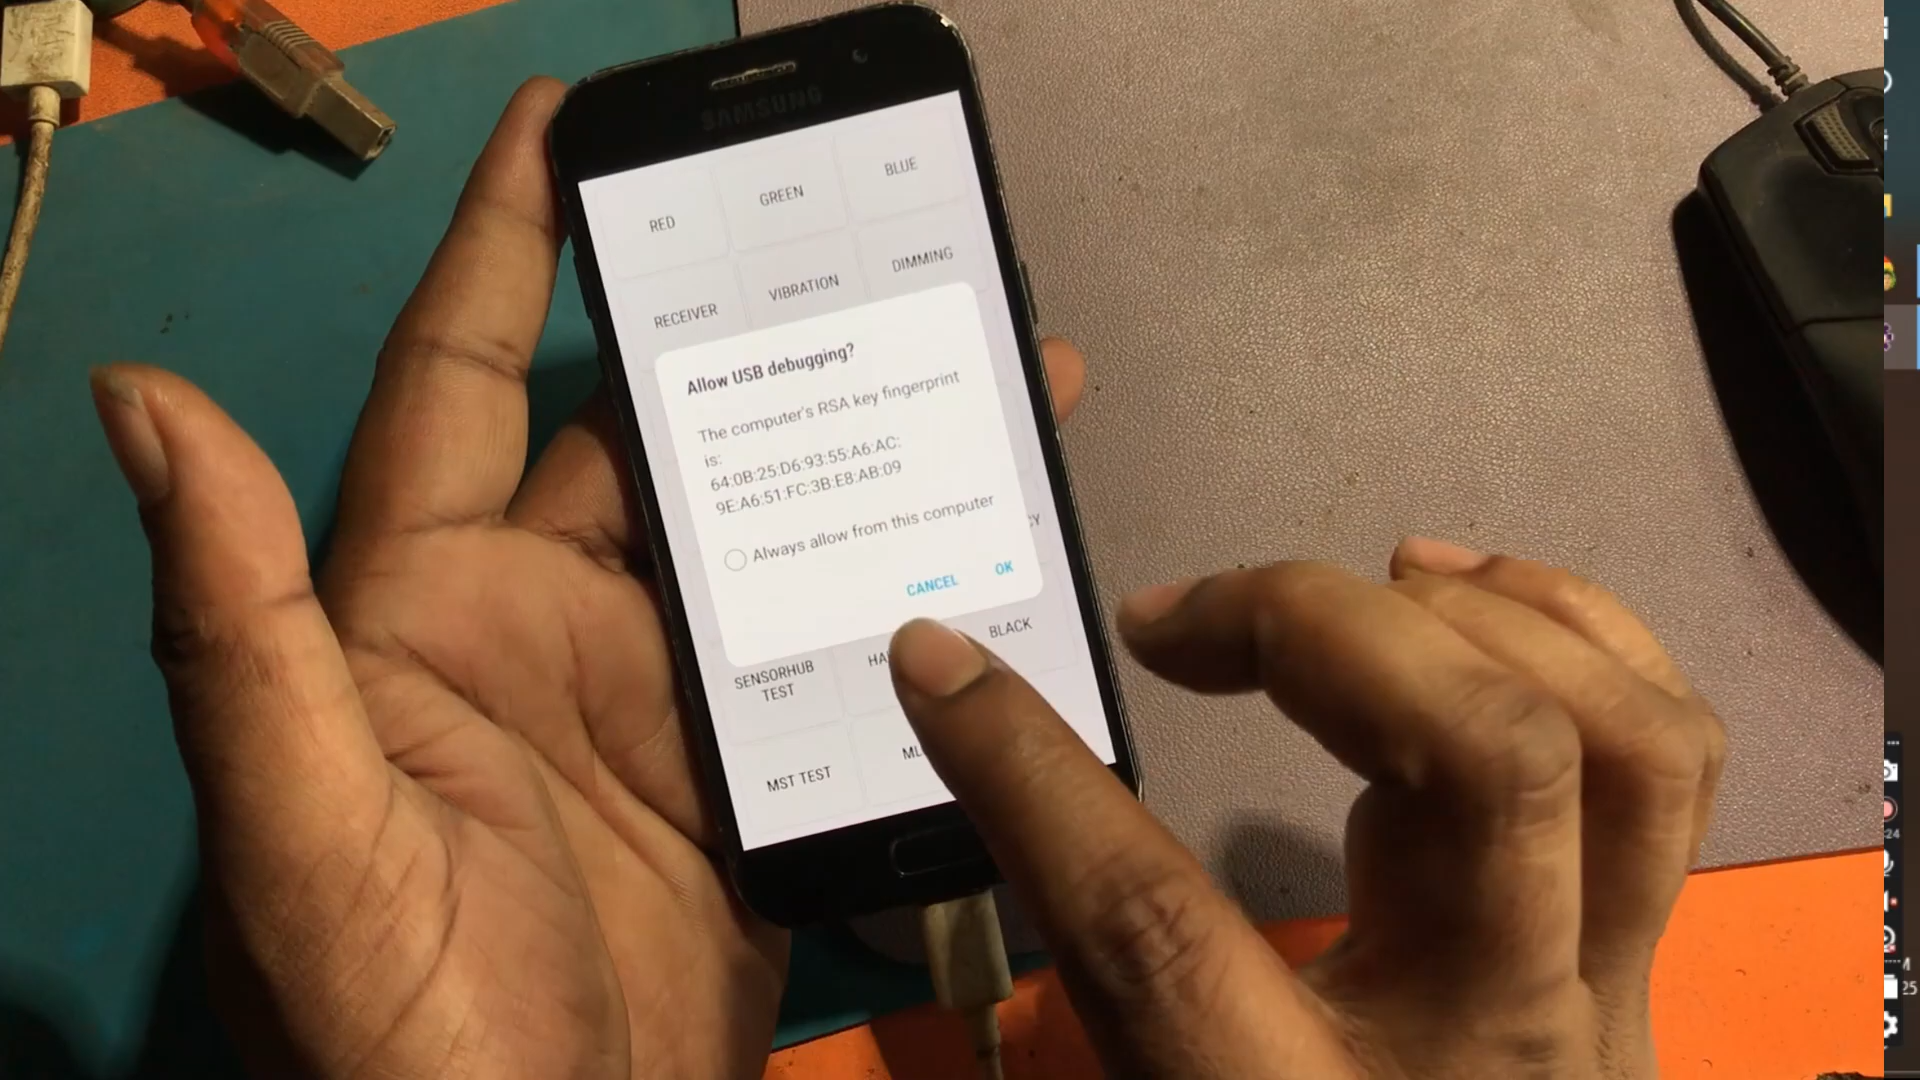 SAMSUNG
RED
GREEN
BLUE
RECEIVER
VIBRATION
DIMMING
Allow USB debugging?
The computer's RSA key fingerprint
is:
64:0B:25:D6:93:55:A6:AC:
9E:A6:51:FC:3B:E8:AB:09
Always allow from this computer
CANCEL
OK
SENSORHUB
TEST
BLACK
MST TEST